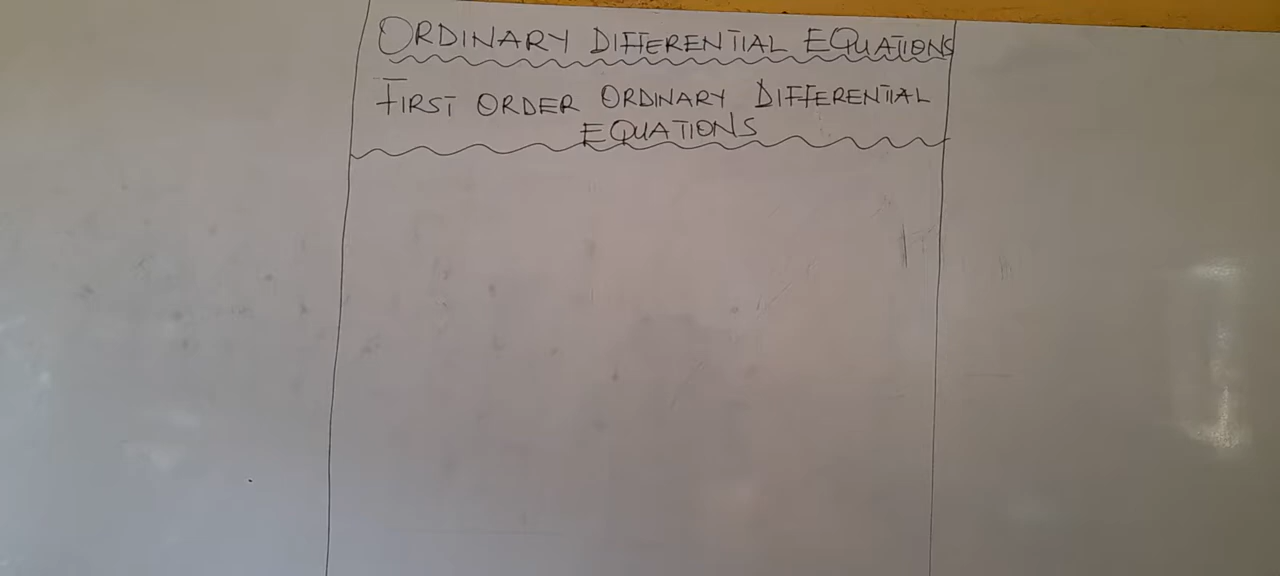 ORDINARY DIFFERENTIAL EQUATIONS
FIRST ORDER ORDINARY DIFFERENTIAL
EQUATIONS